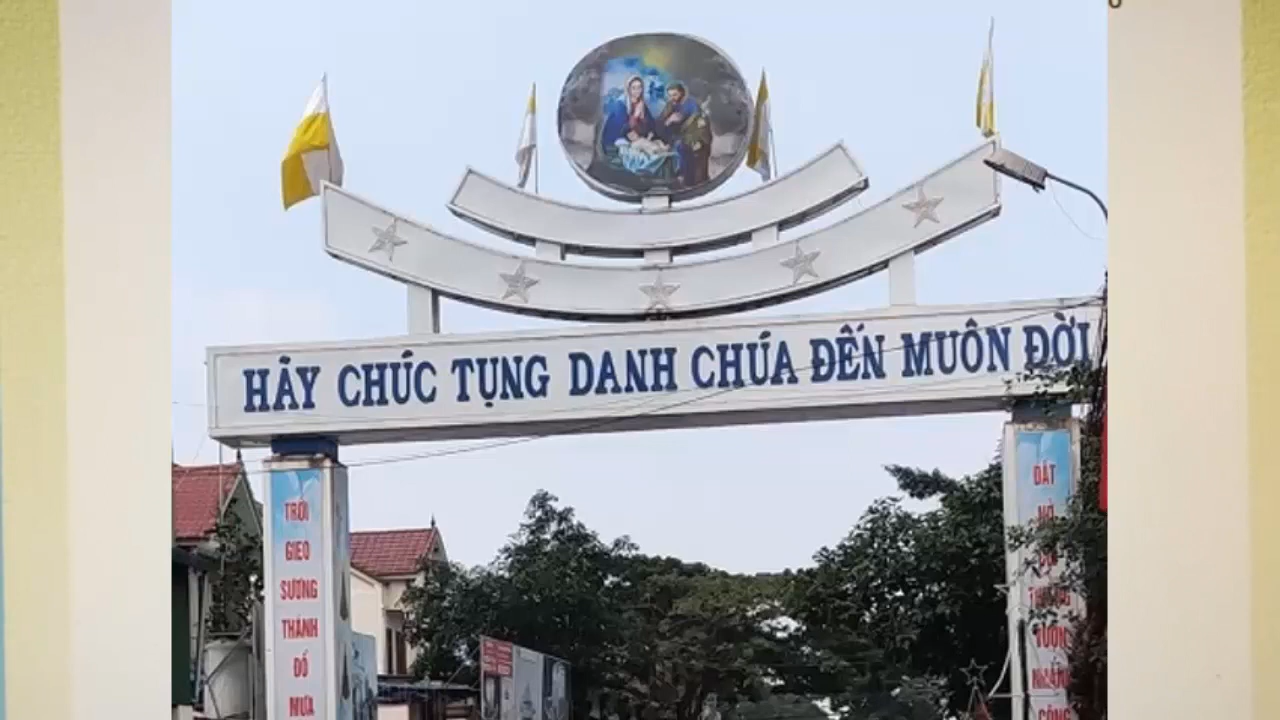 HÃY CHÚC TỤNG DANH CHÚA ĐẾN MUÔN ĐỜI
TRỜI
GIEO
SƯƠNG
THÁNH
ĐỔ
MƯA
ĐẤT